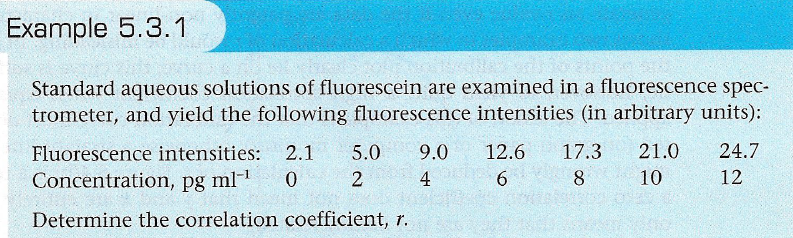 Example 5.3.1
Standard aqueous solutions of fluorescein are examined in a fluorescence spec-
trometer, and yield the following fluorescence intensities (in arbitrary units):
Fluorescence intensities: 2.1 5.0 9.0 12.6 17.3 21.0 24.7
Concentration, pg ml⁻¹ 0 2 4 6 8 10 12
Determine the correlation coefficient, r.